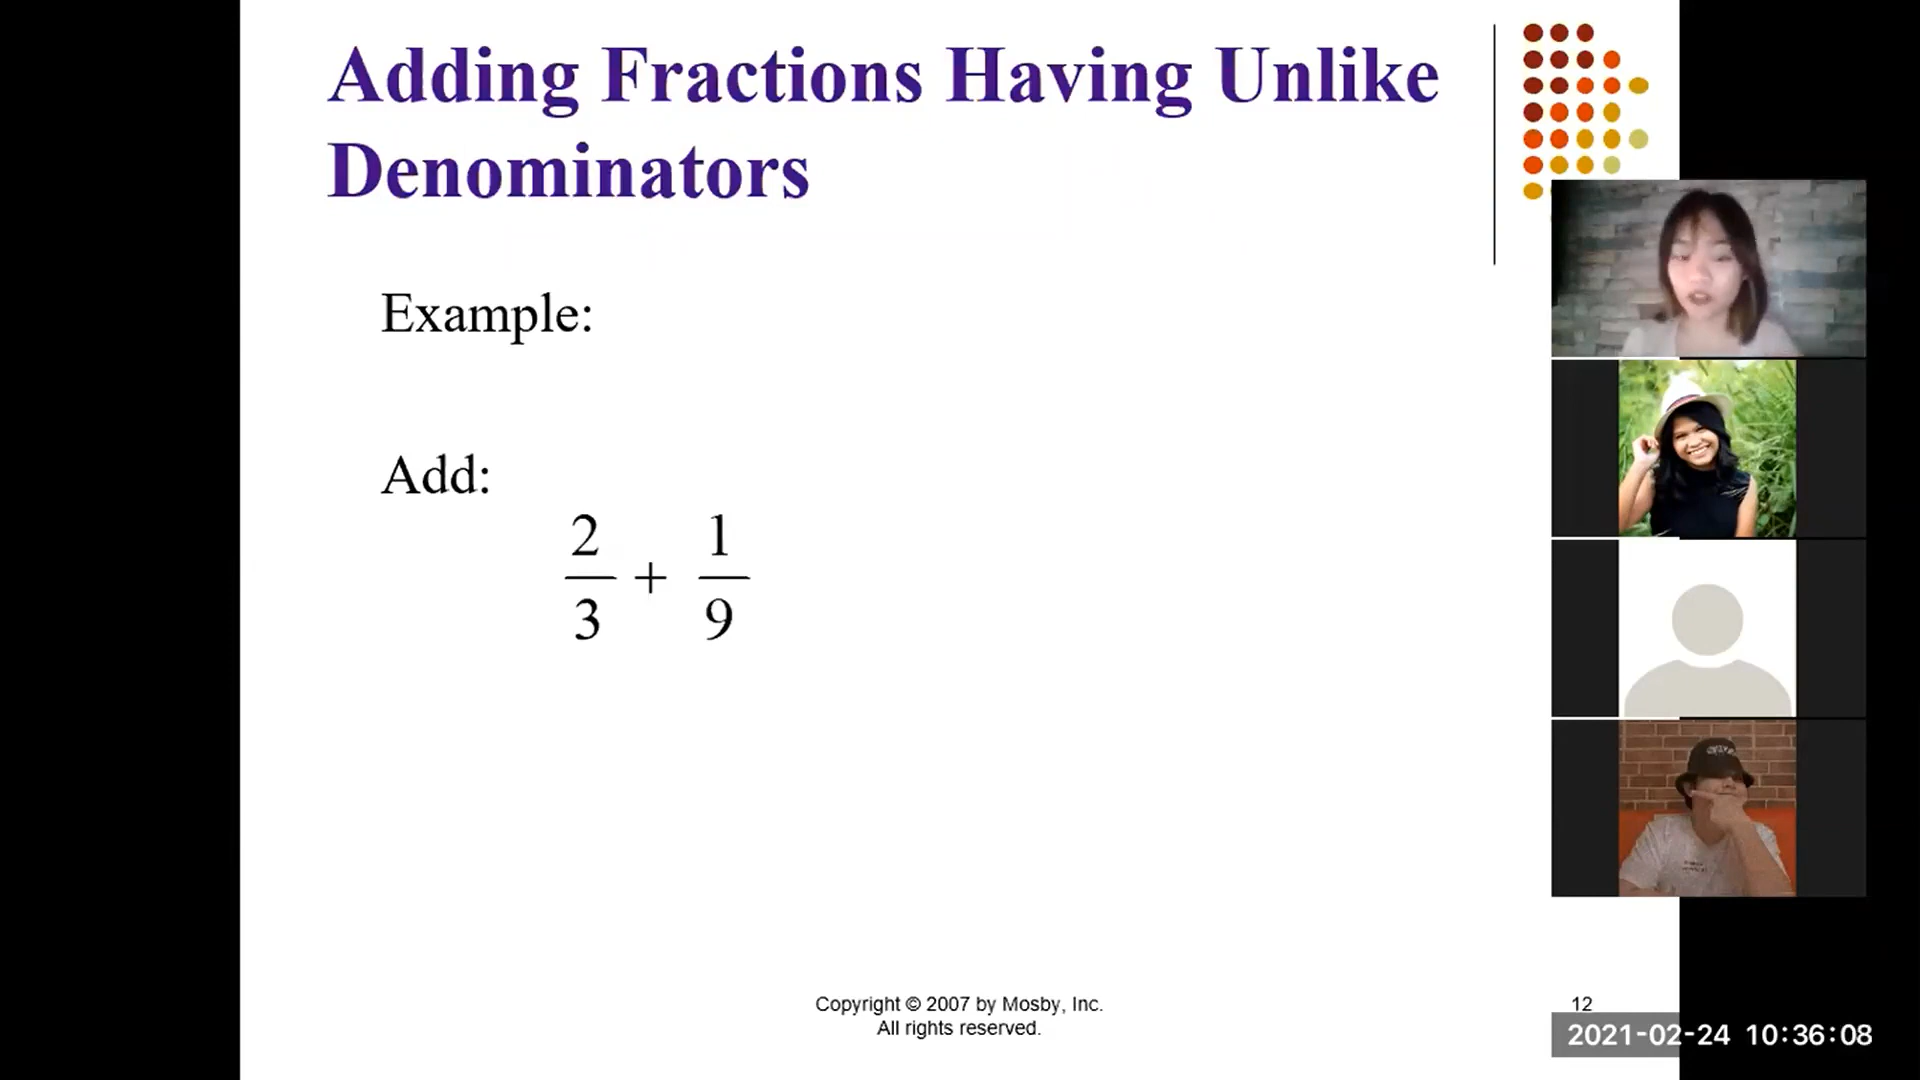 Adding Fractions Having Unlike
Denominators
Example:
Add:
2/3 + 1/9
Copyright © 2007 by Mosby, Inc.
All rights reserved.
12
2021-02-24 10:36:08